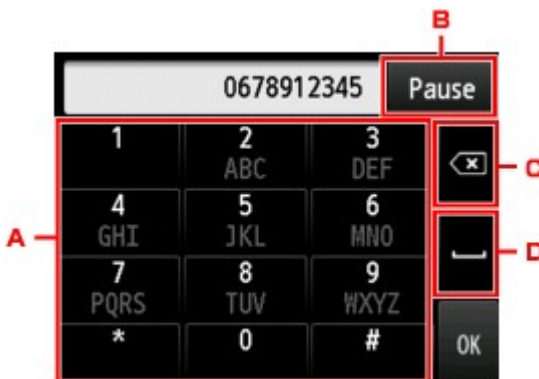 B
0678912345 Pause
1 2 3
ABC DEF
C
4 5 6
GHI JKL MNO
A
D
7 8 9
PQRS TUV WXYZ
* 0 # OK